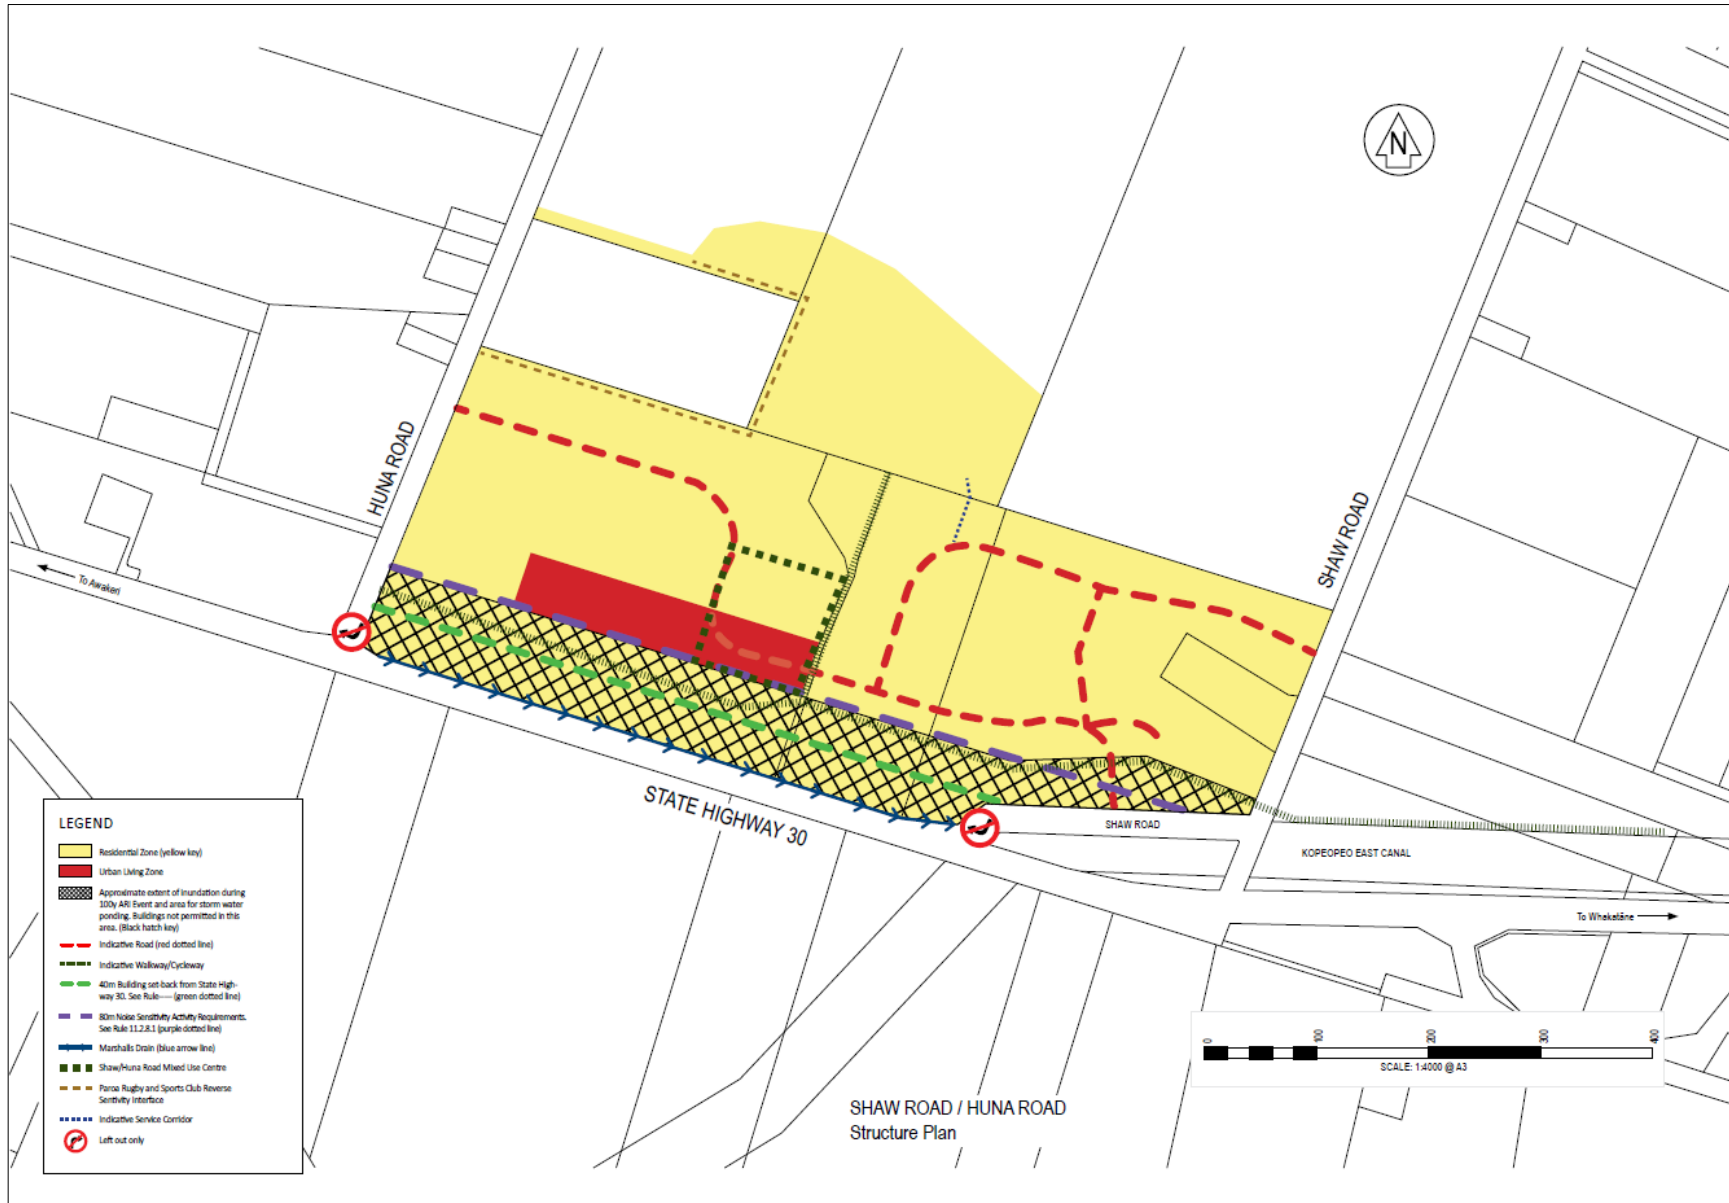 N
HUNA ROAD
SHAW ROAD
To Awakeri
STATE HIGHWAY 30
SHAW ROAD
KOPEOPEO EAST CANAL
To Whakatāne
LEGEND
Residential Zone (yellow key)
Urban Living Zone
Approximate extent of inundation during
100y ARI Event and area for storm water
ponding. Buildings not permitted in this
area. (Black hatch key)
Indicative Road (red dotted line)
Indicative Walkway/Cycleway
40m Building set-back from State High-
way 30. See Rule---- (green dotted line)
80m Noise Sensitivity Activity Requirements.
See Rule 11.2.8.1 (purple dotted line)
Marshalls Drain (blue arrow line)
Shaw/Huna Road Mixed Use Centre
Paroa Rugby and Sports Club Reverse
Sentivity Interface
Indicative Service Corridor
Left out only
0 100 200 300 400
SCALE: 1:4000 @ A3
SHAW ROAD / HUNA ROAD
Structure Plan